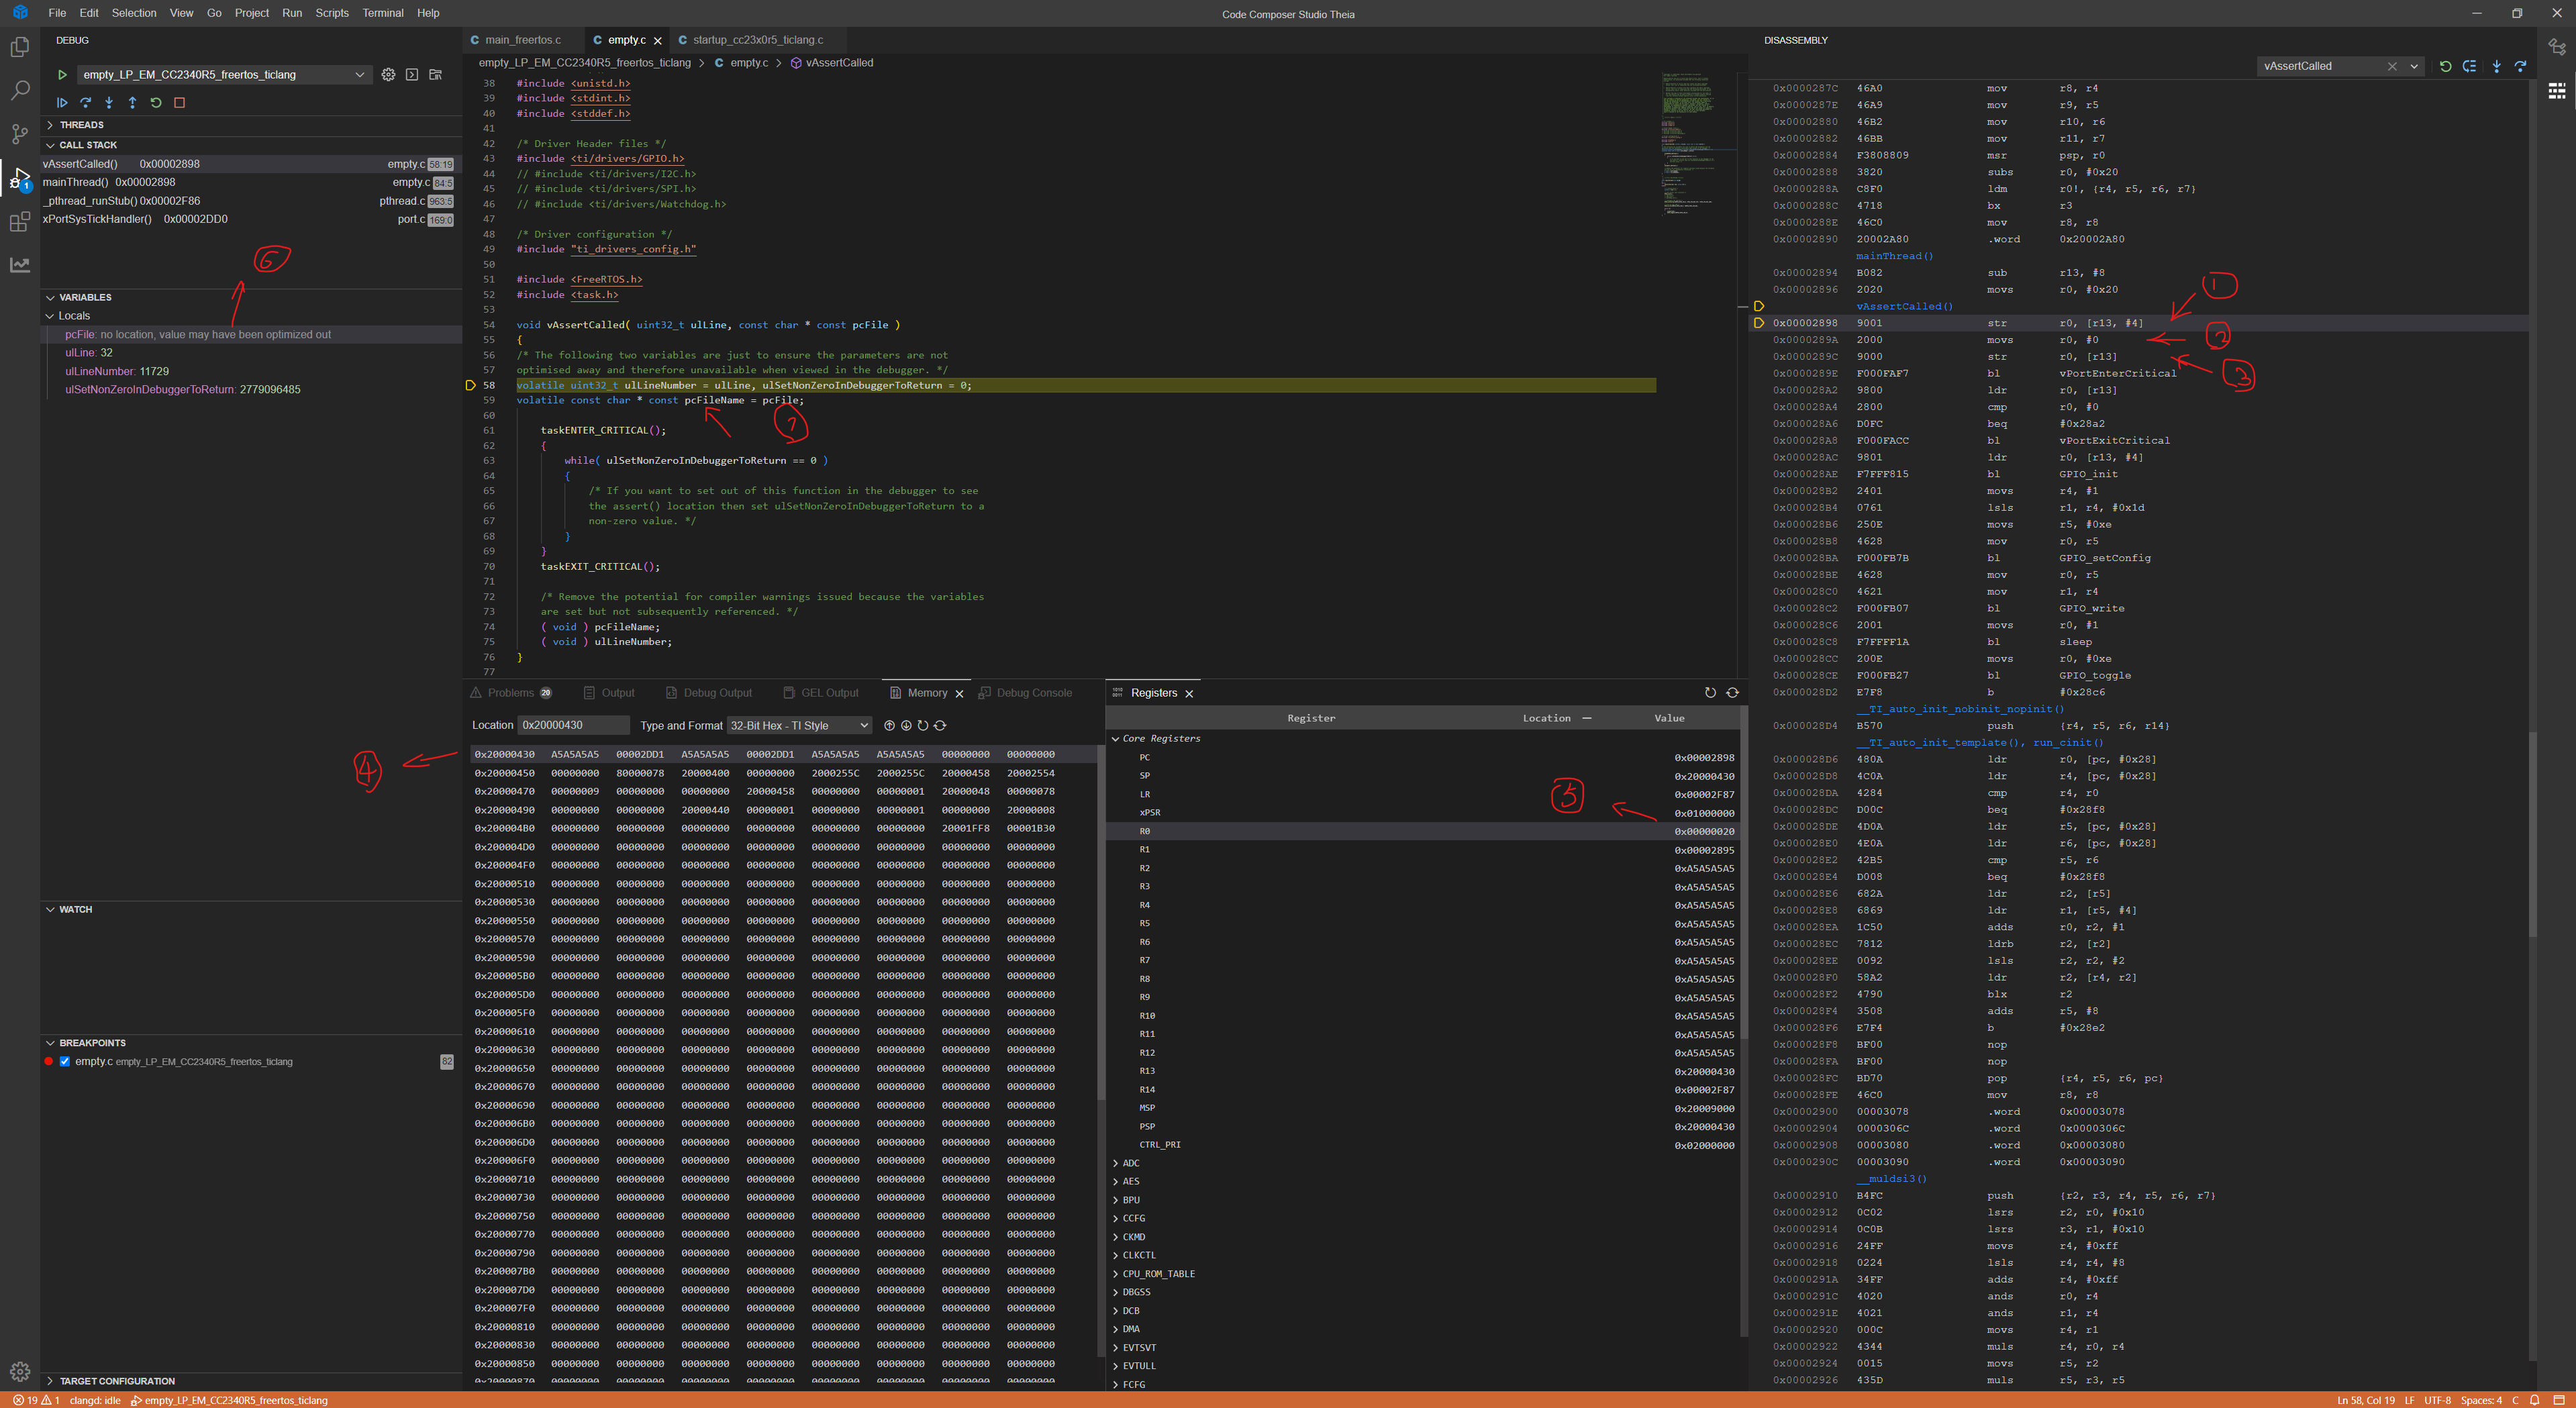 File Edit Selection View Go Project Run Scripts Terminal Help
Code Composer Studio Theia
DEBUG
empty_LP_EM_CC2340R5_freertos_ticlang
THREADS
CALL STACK
vAssertCalled() 0x00002898 empty.c 58:19
mainThread() 0x00002898 empty.c 84:5
_pthread_runStub() 0x00002F86 pthread.c 963:5
xPortSysTickHandler() 0x00002DD0 port.c 169:0
6
VARIABLES
Locals
pcFile: no location, value may have been optimized out
ulLine: 32
ulLineNumber: 11729
ulSetNonZeroInDebuggerToReturn: 2779096485
4
WATCH
BREAKPOINTS
empty.c empty_LP_EM_CC2340R5_freertos_ticlang 82
TARGET CONFIGURATION
main_freertos.c empty.c startup_cc23x0r5_ticlang.c
empty_LP_EM_CC2340R5_freertos_ticlang > empty.c > vAssertCalled
38 #include <unistd.h>
39 #include <stdint.h>
40 #include <stddef.h>
41
42 /* Driver Header files */
43 #include <ti/drivers/GPIO.h>
44 // #include <ti/drivers/I2C.h>
45 // #include <ti/drivers/SPI.h>
46 // #include <ti/drivers/Watchdog.h>
47
48 /* Driver configuration */
49 #include "ti_drivers_config.h"
50
51 #include <FreeRTOS.h>
52 #include <task.h>
53
54 void vAssertCalled( uint32_t ulLine, const char * const pcFile )
55 {
56 /* The following two variables are just to ensure the parameters are not
57 optimised away and therefore unavailable when viewed in the debugger. */
58 volatile uint32_t ulLineNumber = ulLine, ulSetNonZeroInDebuggerToReturn = 0;
59 volatile const char * const pcFileName = pcFile;
?
60
61 taskENTER_CRITICAL();
62 {
63 while( ulSetNonZeroInDebuggerToReturn == 0 )
64 {
65 /* If you want to set out of this function in the debugger to see
66 the assert() location then set ulSetNonZeroInDebuggerToReturn to a
67 non-zero value. */
68 }
69 }
70 taskEXIT_CRITICAL();
71
72 /* Remove the potential for compiler warnings issued because the variables
73 are set but not subsequently referenced. */
74 ( void ) pcFileName;
75 ( void ) ulLineNumber;
76 }
77
Problems 20 Output Debug Output GEL Output Memory Debug Console
Location 0x20000430 Type and Format 32-Bit Hex - TI Style
0x20000430 A5A5A5A5 00002DD1 A5A5A5A5 00002DD1 A5A5A5A5 A5A5A5A5 00000000 00000000
0x20000450 00000000 80000078 20000400 00000000 2000255C 2000255C 20000458 20002554
0x20000470 00000009 00000000 00000000 20000458 00000000 00000001 20000048 00000078
0x20000490 00000000 00000000 20000440 00000001 00000000 00000001 00000000 20000008
0x200004B0 00000000 00000000 00000000 00000000 00000000 00000000 20001FF8 00001B30
0x200004D0 00000000 00000000 00000000 00000000 00000000 00000000 00000000 00000000
0x200004F0 00000000 00000000 00000000 00000000 00000000 00000000 00000000 00000000
0x20000510 00000000 00000000 00000000 00000000 00000000 00000000 00000000 00000000
0x20000530 00000000 00000000 00000000 00000000 00000000 00000000 00000000 00000000
0x20000550 00000000 00000000 00000000 00000000 00000000 00000000 00000000 00000000
0x20000570 00000000 00000000 00000000 00000000 00000000 00000000 00000000 00000000
0x20000590 00000000 00000000 00000000 00000000 00000000 00000000 00000000 00000000
0x200005B0 00000000 00000000 00000000 00000000 00000000 00000000 00000000 00000000
0x200005D0 00000000 00000000 00000000 00000000 00000000 00000000 00000000 00000000
0x200005F0 00000000 00000000 00000000 00000000 00000000 00000000 00000000 00000000
0x20000610 00000000 00000000 00000000 00000000 00000000 00000000 00000000 00000000
0x20000630 00000000 00000000 00000000 00000000 00000000 00000000 00000000 00000000
0x20000650 00000000 00000000 00000000 00000000 00000000 00000000 00000000 00000000
0x20000670 00000000 00000000 00000000 00000000 00000000 00000000 00000000 00000000
0x20000690 00000000 00000000 00000000 00000000 00000000 00000000 00000000 00000000
0x200006B0 00000000 00000000 00000000 00000000 00000000 00000000 00000000 00000000
0x200006D0 00000000 00000000 00000000 00000000 00000000 00000000 00000000 00000000
0x200006F0 00000000 00000000 00000000 00000000 00000000 00000000 00000000 00000000
0x20000710 00000000 00000000 00000000 00000000 00000000 00000000 00000000 00000000
0x20000730 00000000 00000000 00000000 00000000 00000000 00000000 00000000 00000000
0x20000750 00000000 00000000 00000000 00000000 00000000 00000000 00000000 00000000
0x20000770 00000000 00000000 00000000 00000000 00000000 00000000 00000000 00000000
0x20000790 00000000 00000000 00000000 00000000 00000000 00000000 00000000 00000000
0x200007B0 00000000 00000000 00000000 00000000 00000000 00000000 00000000 00000000
0x200007D0 00000000 00000000 00000000 00000000 00000000 00000000 00000000 00000000
0x200007F0 00000000 00000000 00000000 00000000 00000000 00000000 00000000 00000000
0x20000810 00000000 00000000 00000000 00000000 00000000 00000000 00000000 00000000
0x20000830 00000000 00000000 00000000 00000000 00000000 00000000 00000000 00000000
0x20000850 00000000 00000000 00000000 00000000 00000000 00000000 00000000 00000000
0x20000870 00000000 00000000 00000000 00000000 00000000 00000000 00000000 00000000
Registers
Register Location Value
Core Registers
PC 0x00002898
SP 0x20000430
LR 0x00002F87
5
xPSR 0x01000000
R0 0x00000020
R1 0x00002895
R2 0xA5A5A5A5
R3 0xA5A5A5A5
R4 0xA5A5A5A5
R5 0xA5A5A5A5
R6 0xA5A5A5A5
R7 0xA5A5A5A5
R8 0xA5A5A5A5
R9 0xA5A5A5A5
R10 0xA5A5A5A5
R11 0xA5A5A5A5
R12 0xA5A5A5A5
R13 0x20000430
R14 0x00002F87
MSP 0x20009000
PSP 0x20000430
CTRL_PRI 0x02000000
ADC
AES
BPU
CCFG
CKMD
CLKCTL
CPU_ROM_TABLE
DBGSS
DCB
DMA
EVTSVT
EVTULL
FCFG
DISASSEMBLY
vAssertCalled
0x0000287C 46A0 mov r8, r4
0x0000287E 46A9 mov r9, r5
0x00002880 46B2 mov r10, r6
0x00002882 46BB mov r11, r7
0x00002884 F3808809 msr psp, r0
0x00002888 3820 subs r0, #0x20
0x0000288A C8F0 ldm r0!, {r4, r5, r6, r7}
0x0000288C 4718 bx r3
0x0000288E 46C0 mov r8, r8
0x00002890 20002A80 .word 0x20002A80
mainThread()
0x00002894 B082 sub r13, #8
0x00002896 2020 movs r0, #0x20
1
vAssertCalled()
0x00002898 9001 str r0, [r13, #4]
0x0000289A 2000 movs r0, #0
2
0x0000289C 9000 str r0, [r13]
0x0000289E F000FAF7 bl vPortEnterCritical
3
0x000028A2 9800 ldr r0, [r13]
0x000028A4 2800 cmp r0, #0
0x000028A6 D0FC beq #0x28a2
0x000028A8 F000FACC bl vPortExitCritical
0x000028AC 9801 ldr r0, [r13, #4]
0x000028AE F7FFF815 bl GPIO_init
0x000028B2 2401 movs r4, #1
0x000028B4 0761 lsls r1, r4, #0x1d
0x000028B6 250E movs r5, #0xe
0x000028B8 4628 mov r0, r5
0x000028BA F000FB7B bl GPIO_setConfig
0x000028BE 4628 mov r0, r5
0x000028C0 4621 mov r1, r4
0x000028C2 F000FB07 bl GPIO_write
0x000028C6 2001 movs r0, #1
0x000028C8 F7FFFF1A bl sleep
0x000028CC 200E movs r0, #0xe
0x000028CE F000FB27 bl GPIO_toggle
0x000028D2 E7F8 b #0x28c6
__TI_auto_init_nobinit_nopinit()
0x000028D4 B570 push {r4, r5, r6, r14}
__TI_auto_init_template(), run_cinit()
0x000028D6 480A ldr r0, [pc, #0x28]
0x000028D8 4C0A ldr r4, [pc, #0x28]
0x000028DA 4284 cmp r4, r0
0x000028DC D00C beq #0x28f8
0x000028DE 4D0A ldr r5, [pc, #0x28]
0x000028E0 4E0A ldr r6, [pc, #0x28]
0x000028E2 42B5 cmp r5, r6
0x000028E4 D008 beq #0x28f8
0x000028E6 682A ldr r2, [r5]
0x000028E8 6869 ldr r1, [r5, #4]
0x000028EA 1C50 adds r0, r2, #1
0x000028EC 7812 ldrb r2, [r2]
0x000028EE 0092 lsls r2, r2, #2
0x000028F0 58A2 ldr r2, [r4, r2]
0x000028F2 4790 blx r2
0x000028F4 3508 adds r5, #8
0x000028F6 E7F4 b #0x28e2
0x000028F8 BF00 nop
0x000028FA BF00 nop
0x000028FC BD70 pop {r4, r5, r6, pc}
0x000028FE 46C0 mov r8, r8
0x00002900 00003078 .word 0x00003078
0x00002904 0000306C .word 0x0000306C
0x00002908 00003080 .word 0x00003080
0x0000290C 00003090 .word 0x00003090
__muldsi3()
0x00002910 B4FC push {r2, r3, r4, r5, r6, r7}
0x00002912 0C02 lsrs r2, r0, #0x10
0x00002914 0C0B lsrs r3, r1, #0x10
0x00002916 24FF movs r4, #0xff
0x00002918 0224 lsls r4, r4, #8
0x0000291A 34FF adds r4, #0xff
0x0000291C 4020 ands r0, r4
0x0000291E 4021 ands r1, r4
0x00002920 000C movs r4, r1
0x00002922 4344 muls r4, r0, r4
0x00002924 0015 movs r5, r2
0x00002926 435D muls r5, r3, r5
19 1 clangd: idle empty_LP_EM_CC2340R5_freertos_ticlang
Ln 58, Col 19 LF UTF-8 Spaces: 4 C